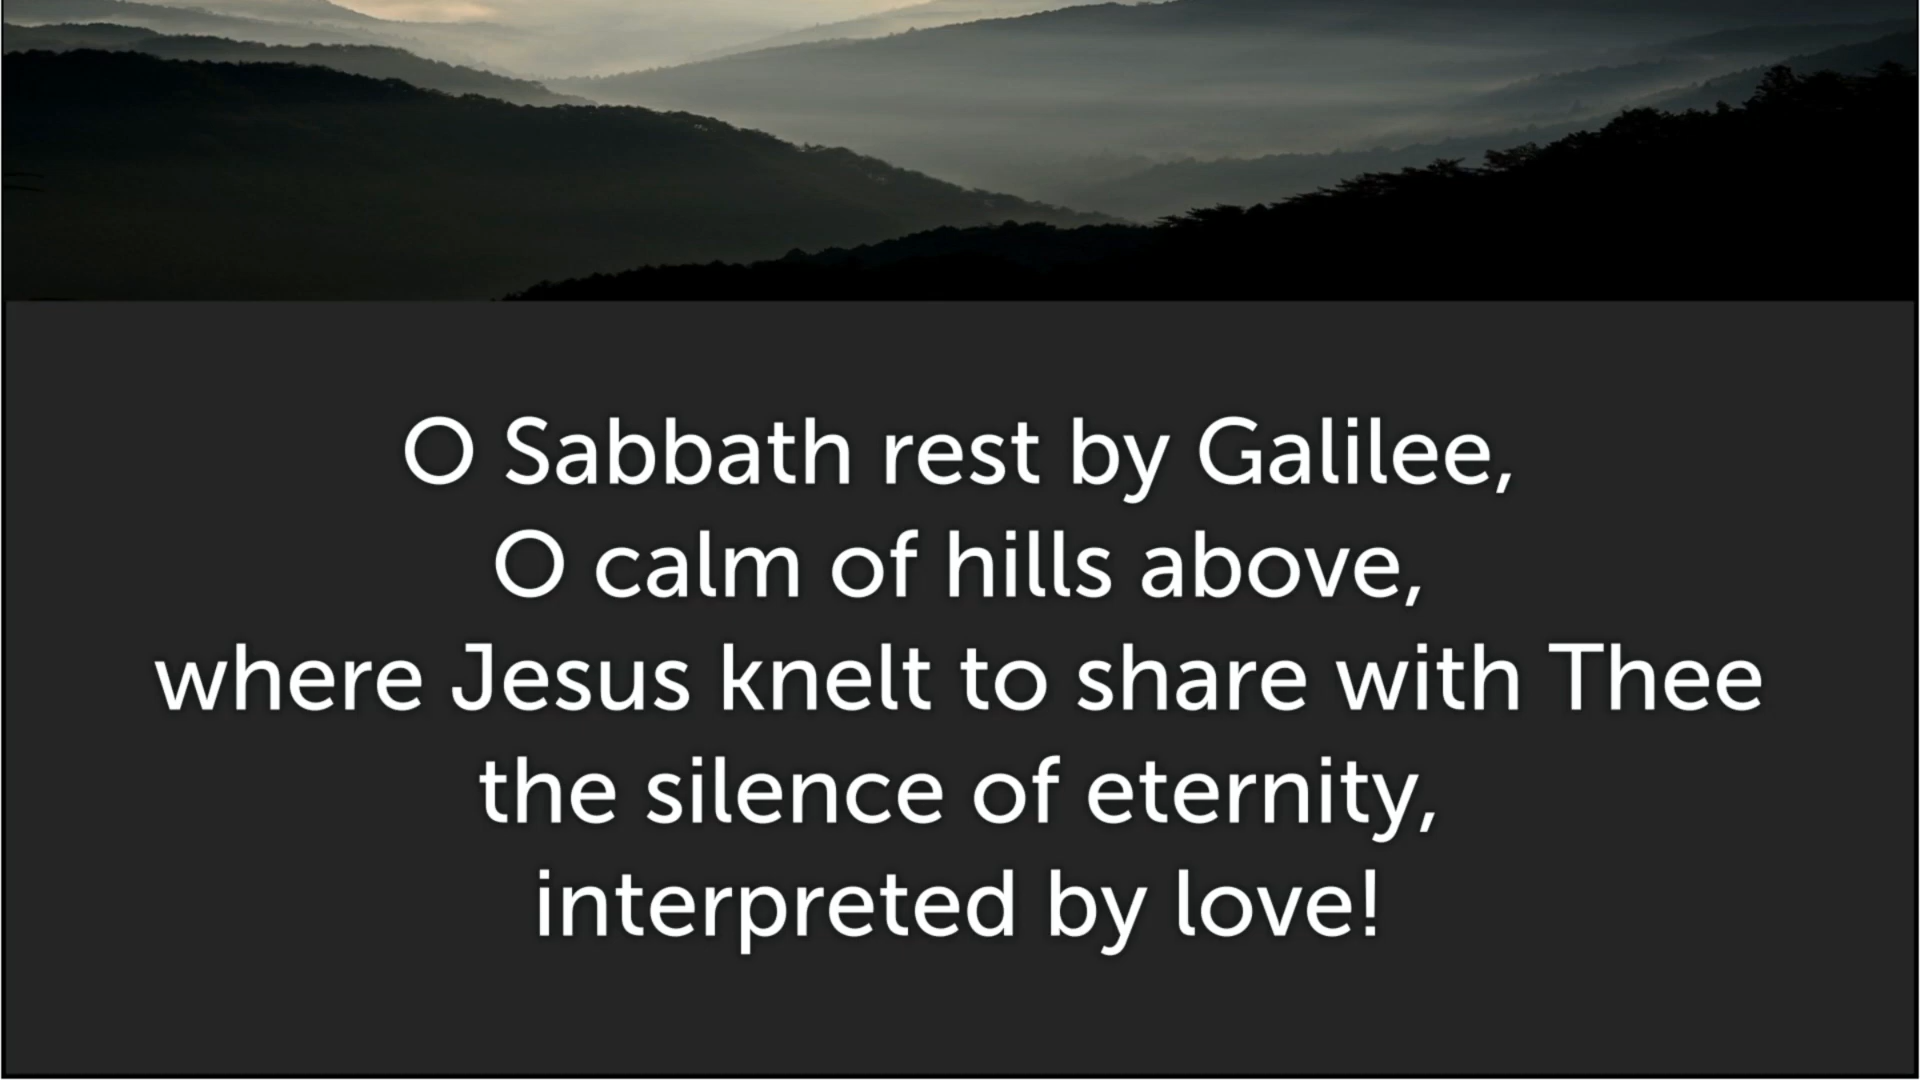 O Sabbath rest by Galilee,
O calm of hills above,
where Jesus knelt to share with Thee
the silence of eternity,
interpreted by love!